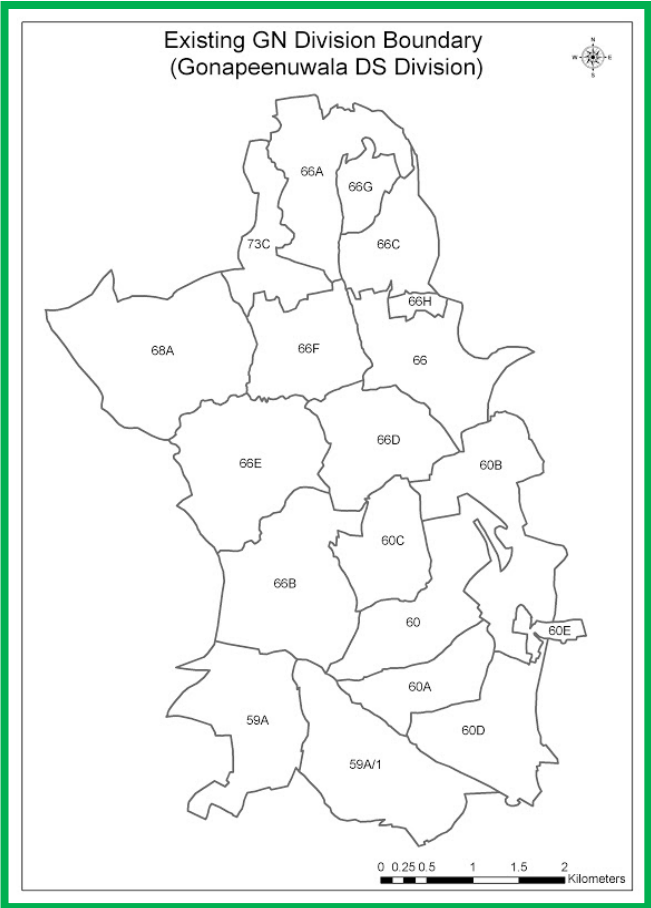 Existing GN Division Boundary
(Gonapeenuwala DS Division)
N
W E
S
66A
66G
73C
66C
66H
68A
66F
66
66D
66E
60B
60C
66B
60
60E
60A
59A
60D
59A/1
0 0.25 0.5 1 1.5 2
Kilometers